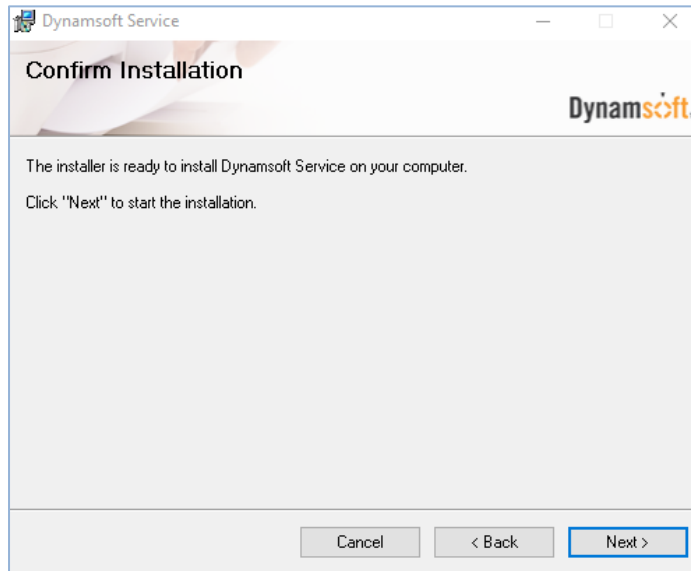 Dynamsoft Service
Confirm Installation
Dynamsoft
The installer is ready to install Dynamsoft Service on your computer.
Click "Next" to start the installation.
Cancel
< Back
Next >